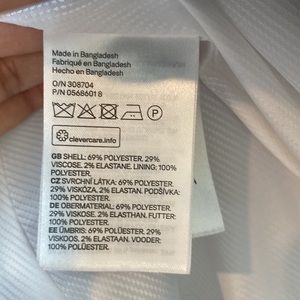 Made in Bangladesh
Fabriqué en Bangladesh
Hecho en Bangladesh
O/N 308704
P/N 05686018
P
clevercare.info
GB SHELL: 69% POLYESTER, 29%
VISCOSE, 2% ELASTANE. LINING: 100%
POLYESTER.
CZ SVRCHNÍ LÁTKA: 69% POLYESTER,
29% VISKÓZA, 2% ELASTAN. PODŠÍVKA:
100% POLYESTER.
DE OBERMATERIAL: 69% POLYESTER,
29% VISKOSE, 2% ELASTHAN. FUTTER:
100% POLYESTER.
EE ÜMBRIS: 69% POLÜESTER, 29%
VISKOOS, 2% ELASTAAN. VOODER:
100% POLÜESTER.